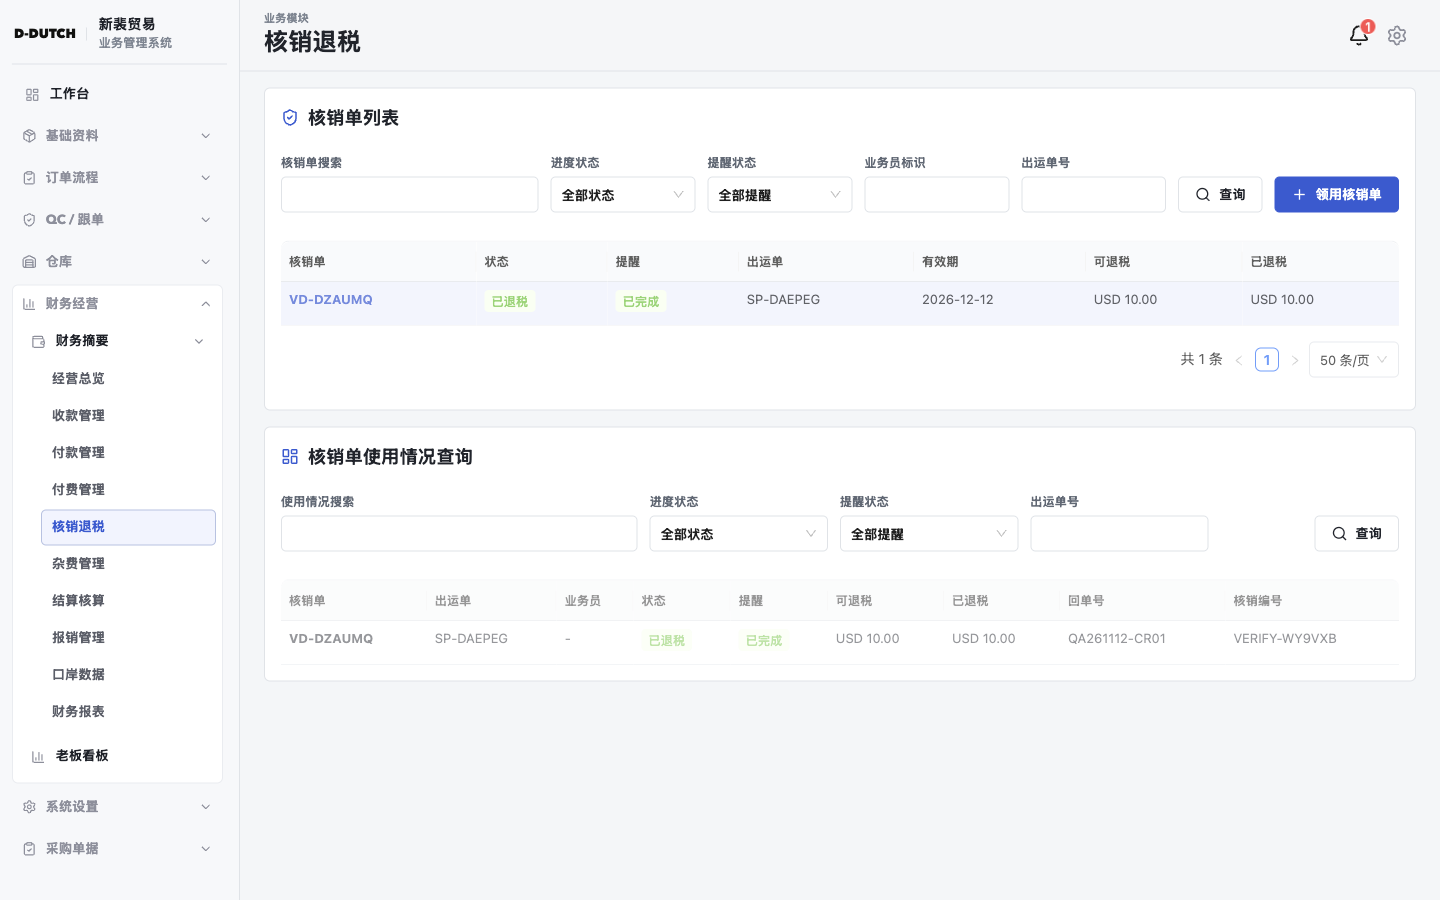 D-DUTCH
新裴贸易
业务管理系统
工作台
基础资料
订单流程
QC / 跟单
仓库
财务经营
财务摘要
经营总览
收款管理
付款管理
付费管理
核销退税
杂费管理
结算核算
报销管理
口岸数据
财务报表
老板看板
系统设置
采购单据
业务模块
核销退税
1
核销单列表
核销单搜索 进度状态 提醒状态 业务员标识 出运单号
全部状态 全部提醒 查询 领用核销单
核销单 状态 提醒 出运单 有效期 可退税 已退税
VD-DZAUMQ 已退税 已完成 SP-DAEPEG 2026-12-12 USD 10.00 USD 10.00
共 1 条 1 50 条/页
核销单使用情况查询
使用情况搜索 进度状态 提醒状态 出运单号
全部状态 全部提醒 查询
核销单 出运单 业务员 状态 提醒 可退税 已退税 回单号 核销编号
VD-DZAUMQ SP-DAEPEG - 已退税 已完成 USD 10.00 USD 10.00 QA261112-CR01 VERIFY-WY9VXB